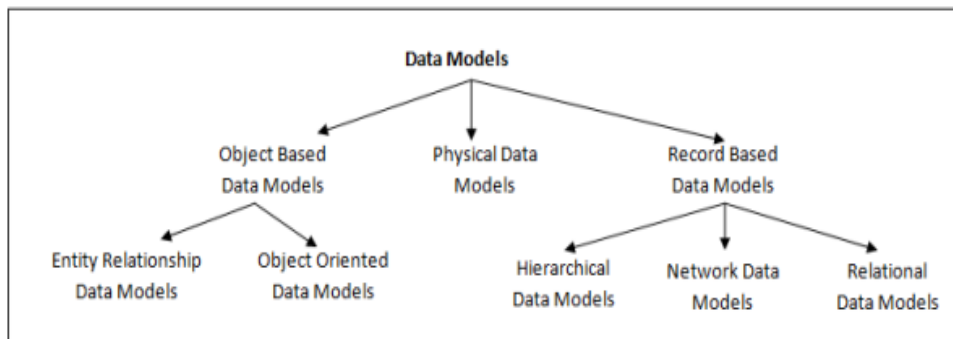 Data Models
Object Based
Data Models
Physical Data
Models
Record Based
Data Models
Entity Relationship
Data Models
Object Oriented
Data Models
Hierarchical
Data Models
Network Data
Models
Relational
Data Models